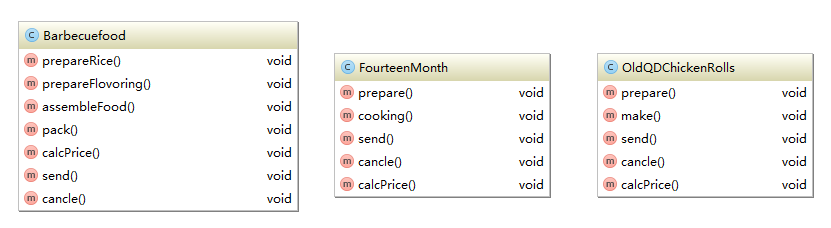 Barbecuefood
prepareRice() void
prepareFlovoring() void
assembleFood() void
pack() void
calcPrice() void
send() void
cancle() void
FourteenMonth
prepare() void
cooking() void
send() void
cancle() void
calcPrice() void
OldQDChickenRolls
prepare() void
make() void
send() void
cancle() void
calcPrice() void